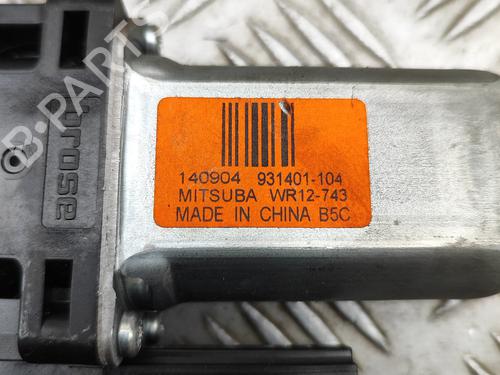 B-PARTS
brose
140904 931401-104
MITSUBA WR12-743
MADE IN CHINA B5C